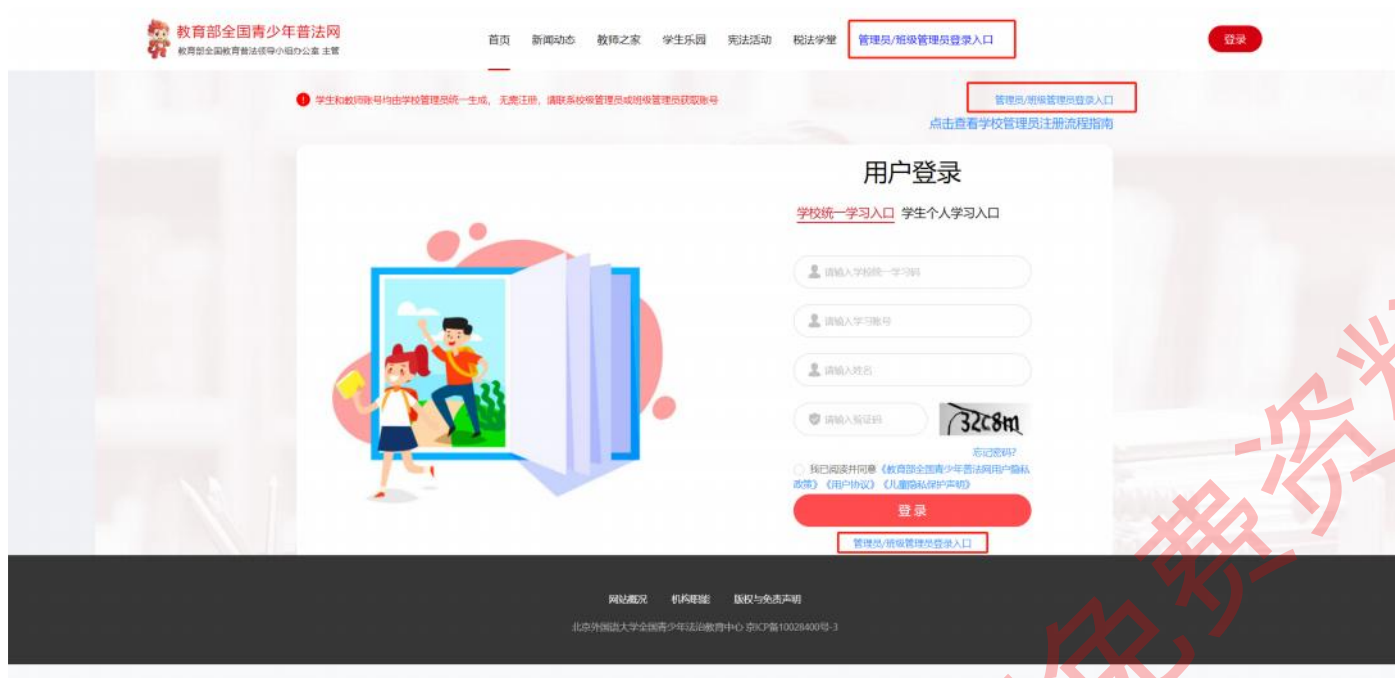 教育部全国青少年普法网
教育部全国教育普法领导小组办公室 主管
首页 新闻动态 教师之家 学生乐园 宪法活动 税法学堂 管理员/班级管理员登录入口 登录
学生和教师账号均由学校管理员统一生成，无需注册，请联系校级管理员或班级管理员获取账号
管理员/班级管理员登录入口
点击查看学校管理员注册流程指南
用户登录
学校统一学习入口 学生个人学习入口
请输入学校统一学习码
请输入学习账号
请输入姓名
请输入验证码 32c8m
忘记密码?
我已阅读并同意《教育部全国青少年普法网用户隐私
政策》《用户协议》《儿童隐私保护声明》
登录
管理员/班级管理员登录入口
网站概况 机构职能 版权与免责声明
北京外国语大学全国青少年法治教育中心 京ICP备10028400号-3
免费资料